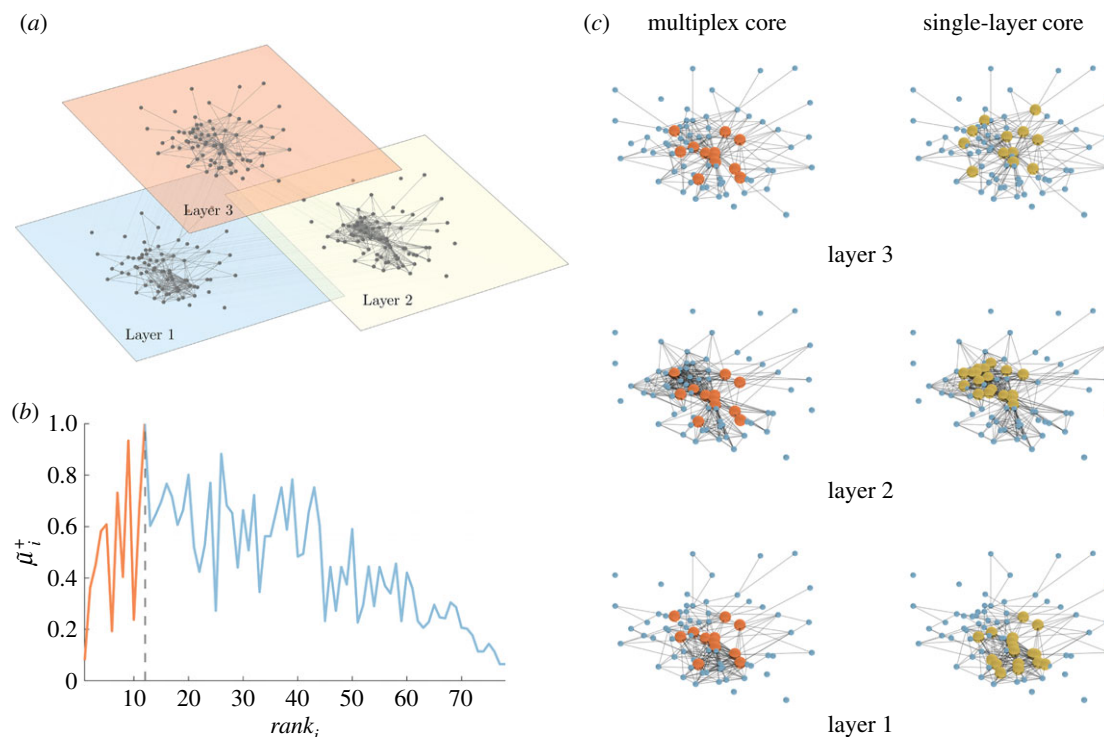 (a)
Layer 3
Layer 1
Layer 2
(b)
1.0
0.8
0.6
0.4
0.2
0
μ̃ᵢ⁺
10 20 30 40 50 60 70
rankᵢ
(c) multiplex core single-layer core
layer 3
layer 2
layer 1